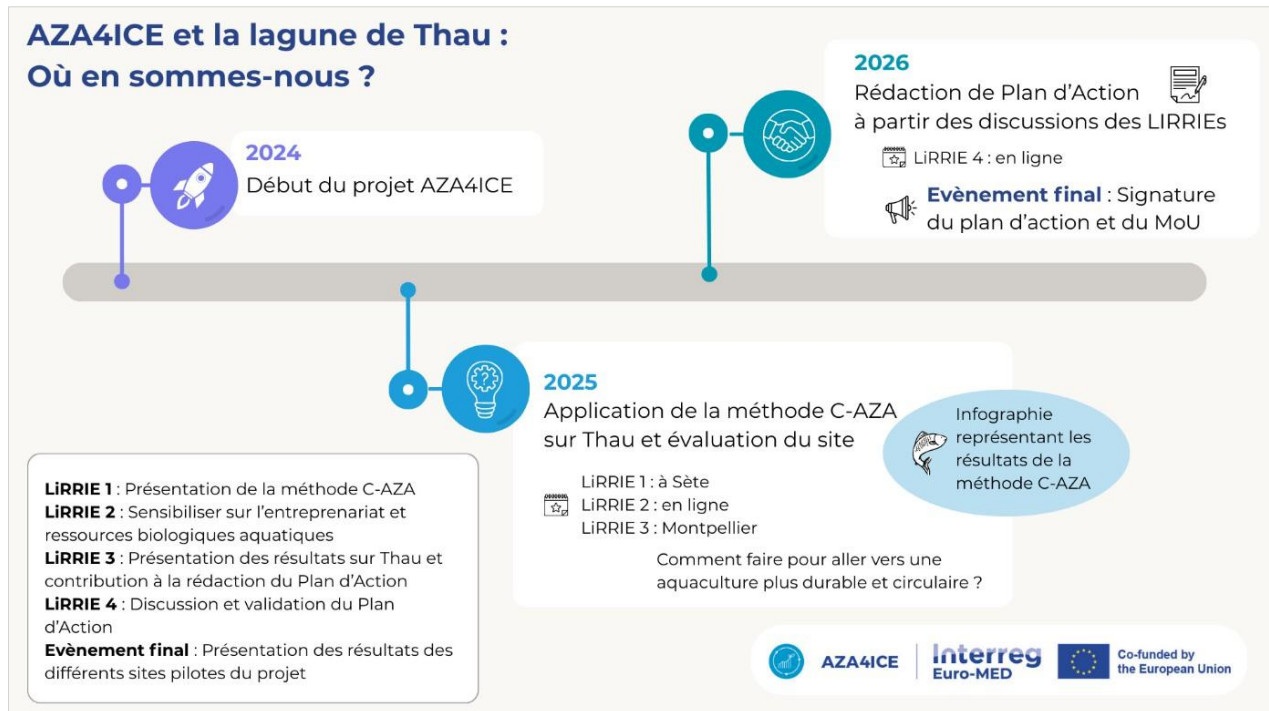 AZA4ICE et la lagune de Thau :
Où en sommes-nous ?
2024
Début du projet AZA4ICE
2026
Rédaction de Plan d'Action
à partir des discussions des LIRRIEs
LiRRIE 4 : en ligne
Evènement final : Signature
du plan d'action et du MoU
2025
Application de la méthode C-AZA
sur Thau et évaluation du site
LiRRIE 1 : à Sète
LiRRIE 2 : en ligne
LiRRIE 3 : Montpellier
Comment faire pour aller vers une
aquaculture plus durable et circulaire ?
Infographie
représentant les
résultats de la
méthode C-AZA
LiRRIE 1 : Présentation de la méthode C-AZA
LiRRIE 2 : Sensibiliser sur l'entreprenariat et
ressources biologiques aquatiques
LiRRIE 3 : Présentation des résultats sur Thau et
contribution à la rédaction du Plan d'Action
LiRRIE 4 : Discussion et validation du Plan
d'Action
Evènement final : Présentation des résultats des
différents sites pilotes du projet
AZA4ICE
Interreg
Euro-MED
Co-funded by
the European Union